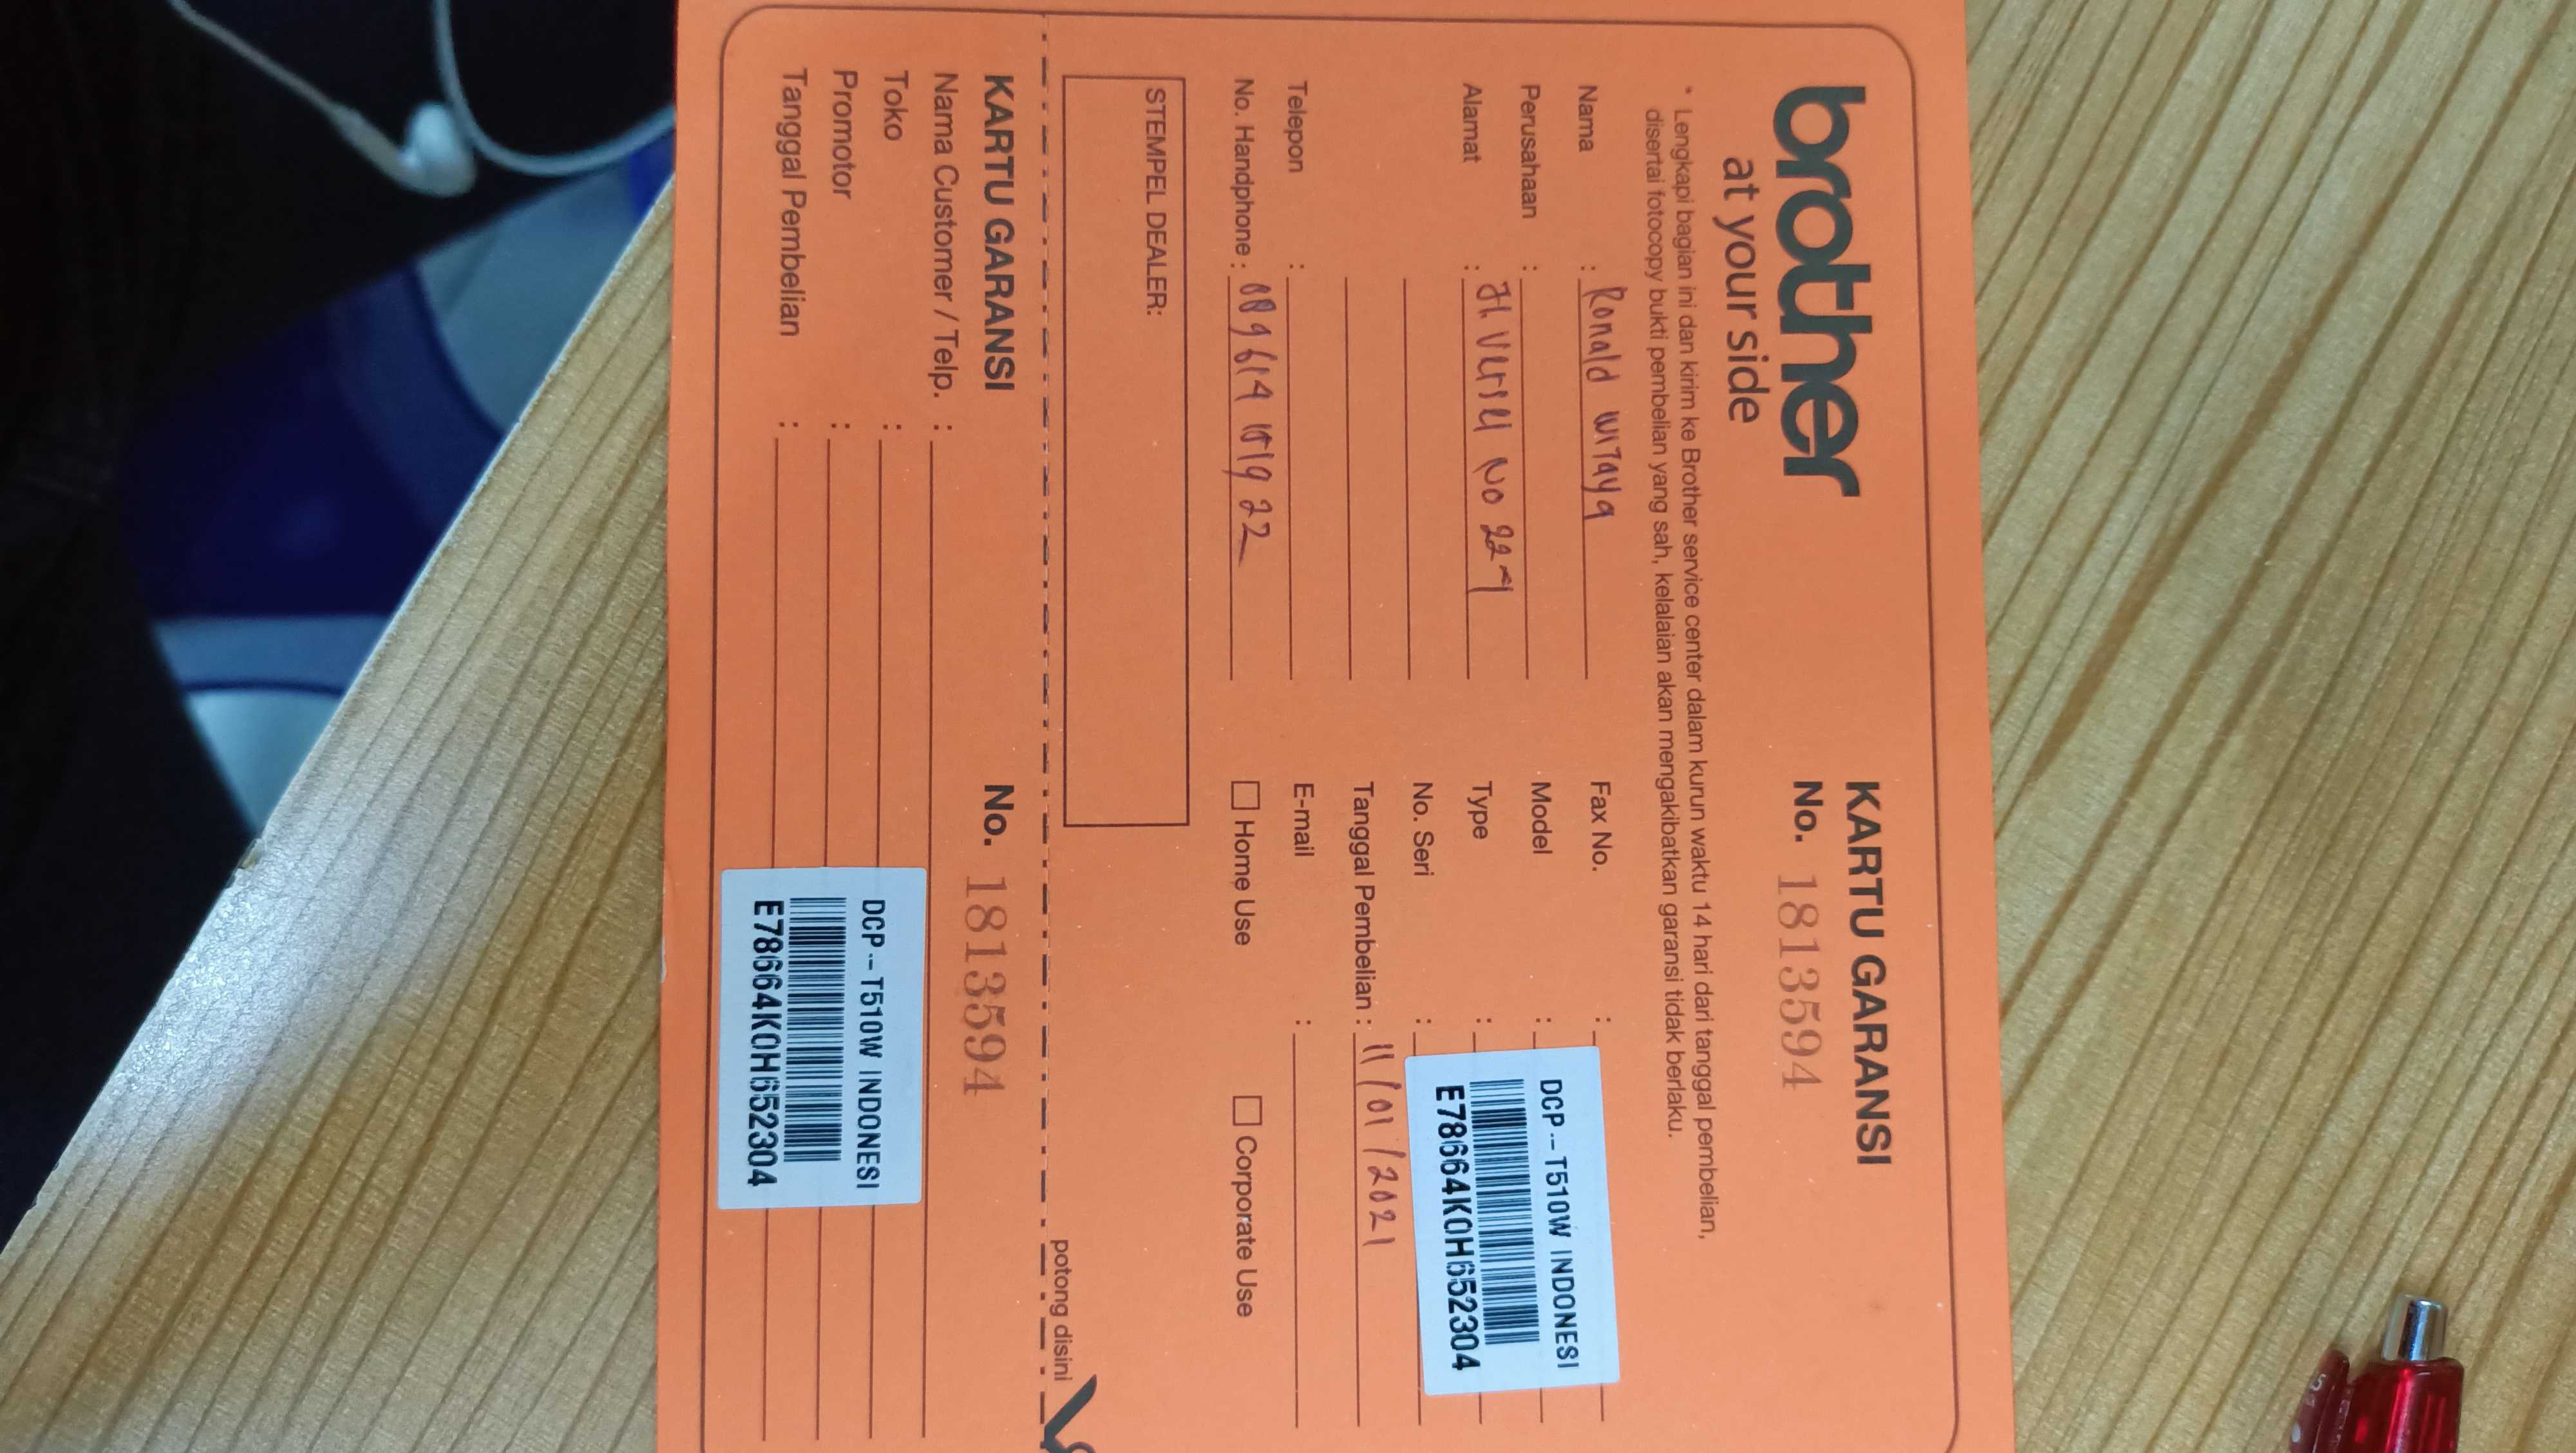 brother
at your side
KARTU GARANSI
No. 1813594
* Lengkapi bagian ini dan kirim ke Brother service center dalam kurun waktu 14 hari dari tanggal pembelian,
disertai fotocopy bukti pembelian yang sah, kelalaian akan mengakibatkan garansi tidak berlaku.
Nama : Ronald
Perusahaan :
Alamat : No 22
Telepon :
No. Handphone :
Fax No. :
Model :
Type :
No. Seri :
DCP-T510W INDONESI
E78664K0H652304
Tanggal Pembelian : 11/01/2021
E-mail :
Home Use
Corporate Use
STEMPEL DEALER:
potong disini
KARTU GARANSI
No. 1813594
Nama Customer / Telp. :
Toko :
Promotor :
Tanggal Pembelian :
DCP-T510W INDONESI
E78664K0H652304